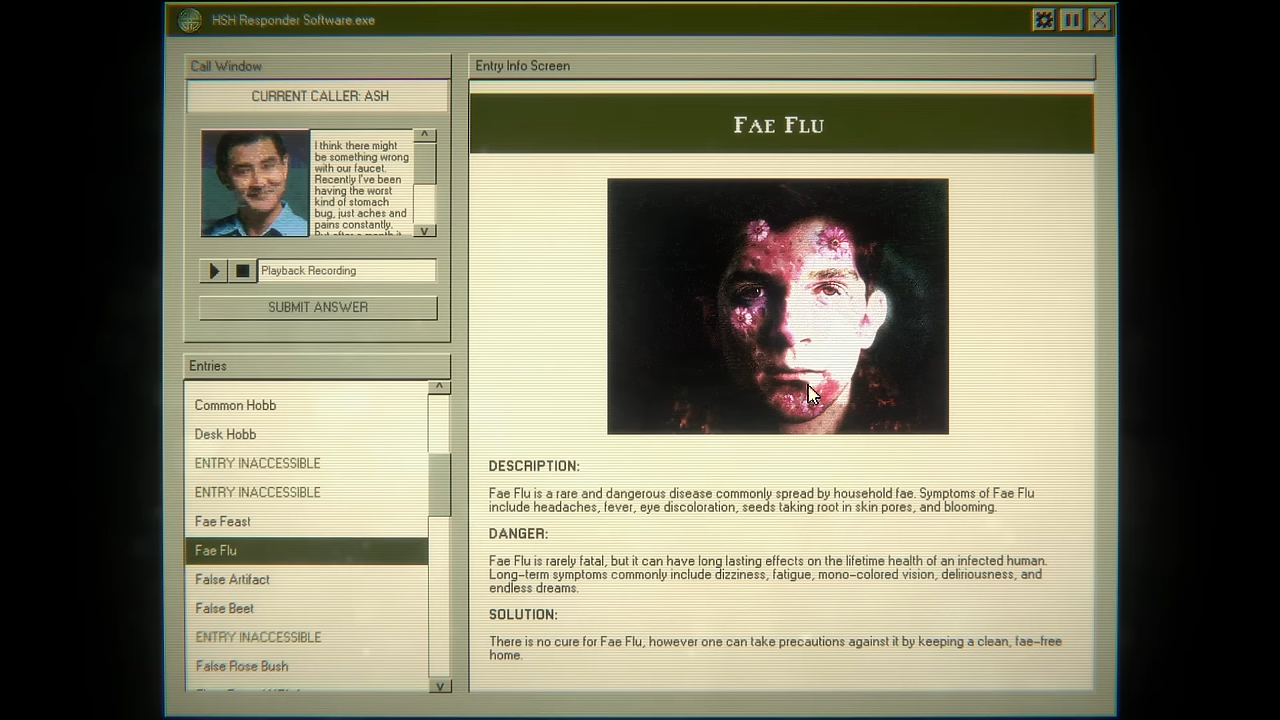 HSH Responder Software.exe
Call Window
CURRENT CALLER: ASH
I think there might
be something wrong
with our faucet.
Recently I've been
having the worst
kind of stomach
bug, just aches and
pains constantly.
But after a month it
Playback Recording
SUBMIT ANSWER
Entries
Common Hobb
Desk Hobb
ENTRY INACCESSIBLE
ENTRY INACCESSIBLE
Fae Feast
Fae Flu
False Artifact
False Beet
ENTRY INACCESSIBLE
False Rose Bush
Entry Info Screen
Fae Flu
DESCRIPTION:
Fae Flu is a rare and dangerous disease commonly spread by household fae. Symptoms of Fae Flu
include headaches, fever, eye discoloration, seeds taking root in skin pores, and blooming.
DANGER:
Fae Flu is rarely fatal, but it can have long lasting effects on the lifetime health of an infected human.
Long-term symptoms commonly include dizziness, fatigue, mono-colored vision, deliriousness, and
endless dreams.
SOLUTION:
There is no cure for Fae Flu, however one can take precautions against it by keeping a clean, fae-free
home.